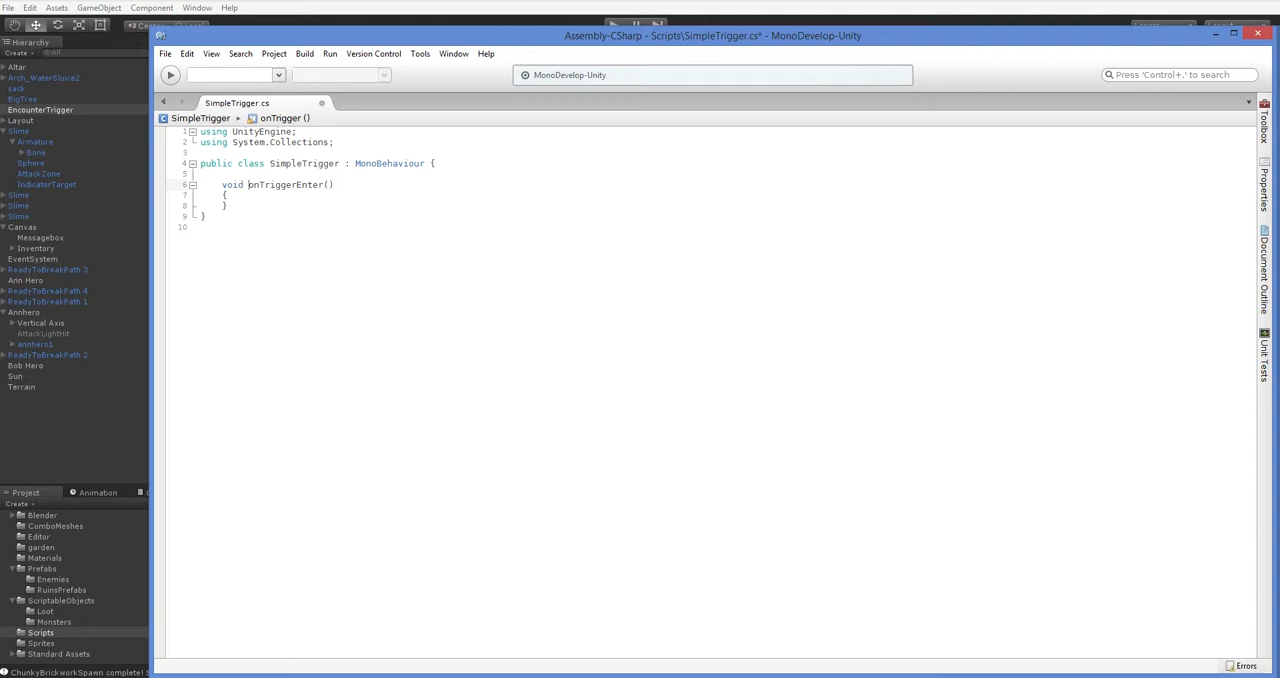 File Edit Assets GameObject Component Window Help
Assembly-CSharp - Scripts\SimpleTrigger.cs* - MonoDevelop-Unity
File Edit View Search Project Build Run Version Control Tools Window Help
MonoDevelop-Unity
Press 'Control+,' to search
SimpleTrigger.cs
SimpleTrigger ▸ onTrigger ()
1 using UnityEngine;
2 using System.Collections;
3
4 public class SimpleTrigger : MonoBehaviour {
5
6 void onTriggerEnter()
7 {
8 }
9 }
10
Hierarchy
Create
Altar
Arch_WaterSluice2
sack
BigTree
EncounterTrigger
Layout
Slime
Armature
Bone
Sphere
AttackZone
IndicatorTarget
Slime
Slime
Slime
Canvas
Messagebox
Inventory
EventSystem
ReadyToBreakPath 3
Ann Hero
ReadyToBreakPath 4
ReadyToBreakPath 1
Annhero
Vertical Axis
AttackLightHit
annhero1
ReadyToBreakPath 2
Bob Hero
Sun
Terrain
Project Animation
Create
Blender
ComboMeshes
Editor
garden
Materials
Prefabs
Enemies
RuinsPrefabs
ScriptableObjects
Loot
Monsters
Scripts
Sprites
Standard Assets
ChunkyBrickworkSpawn complete!
Toolbox
Properties
Document Outline
Unit Tests
Errors